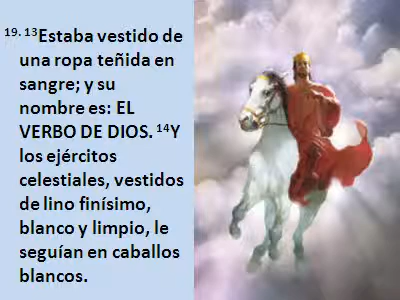 19. 13Estaba vestido de
una ropa teñida en
sangre; y su
nombre es: EL
VERBO DE DIOS. 14Y
los ejércitos
celestiales, vestidos
de lino finísimo,
blanco y limpio, le
seguían en caballos
blancos.